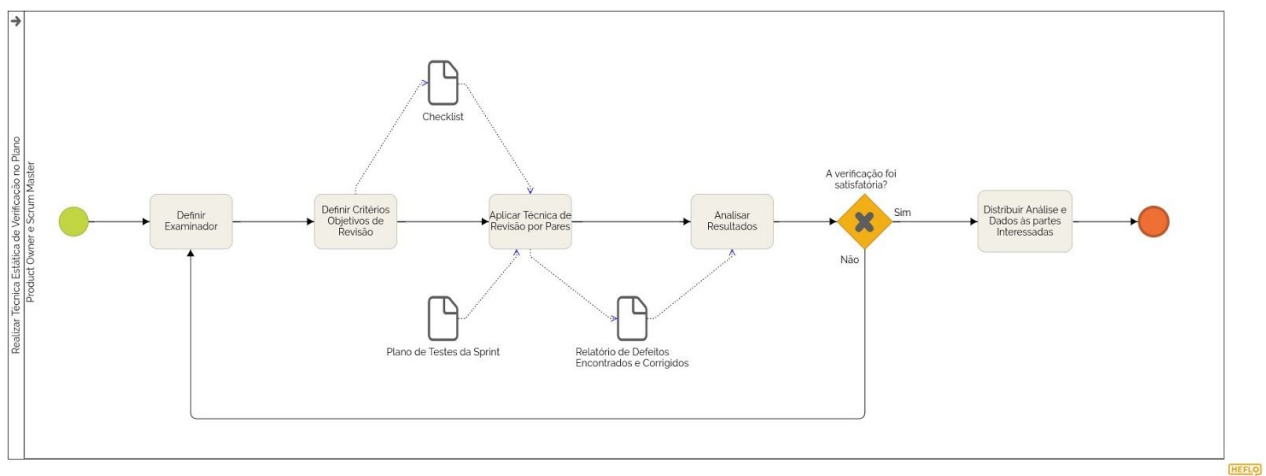 Realizar Tecnica Estática de Verificação no Plano
Product Owner e Scrum Master
Checklist
Definir
Examinador
Definir Critérios
Objetivos de
Revisão
Aplicar Técnica de
Revisão por Pares
Analisar
Resultados
A verificação foi
satisfatória?
Sim
Não
Distribuir Análise e
Dados às partes
Interessadas
Plano de Testes da Sprint
Relatório de Defeitos
Encontrados e Corrigidos
HEFLO